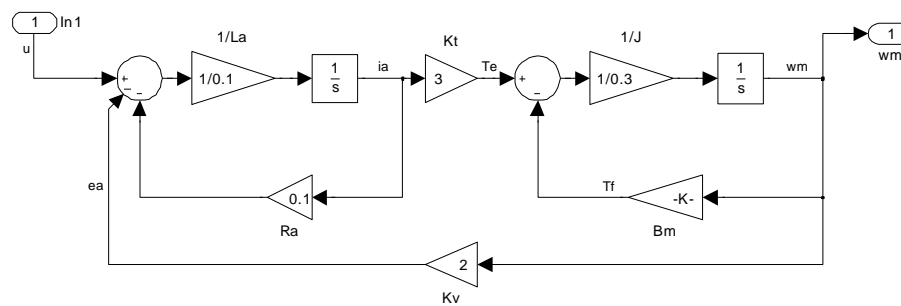 1
In1
u
+
−
-
1/La
1/0.1
1
s
ia
Kt
3
Te
+
-
1/J
1/0.3
1
s
wm
1
wm
ea
0.1
Ra
Tf
-K-
Bm
2
Kv